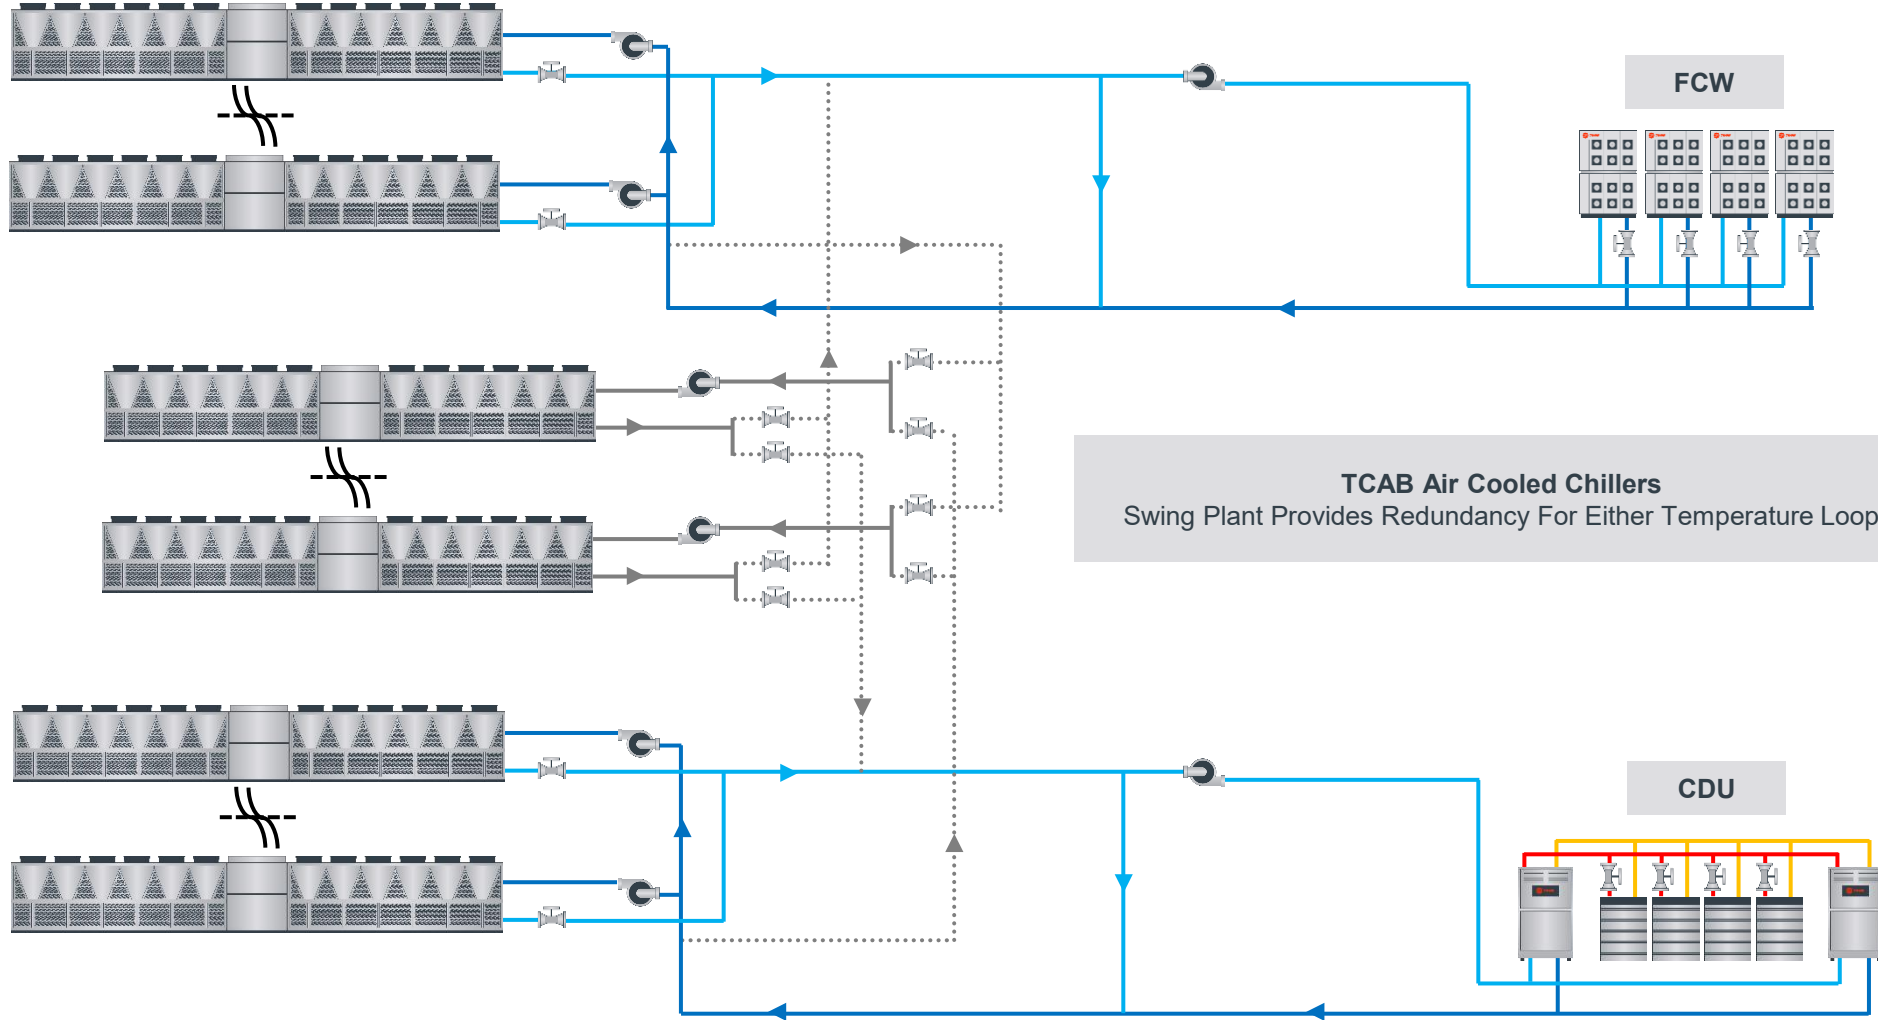 FCW
TCAB Air Cooled Chillers
Swing Plant Provides Redundancy For Either Temperature Loop
CDU